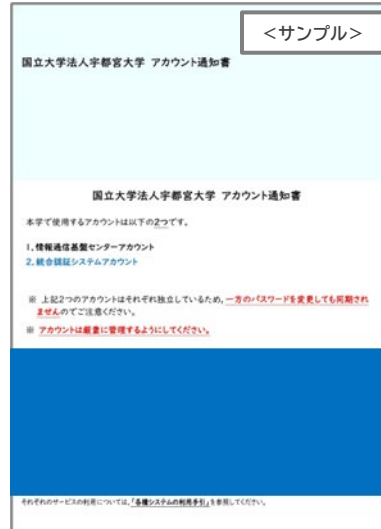 <サンプル>
国立大学法人宇都宮大学 アカウント通知書
国立大学法人宇都宮大学 アカウント通知書
本学で使用するアカウントは以下の2つです。
1.情報通信基盤センターアカウント
2.統合認証システムアカウント
※ 上記2つのアカウントはそれぞれ独立しているため、一方のパスワードを変更しても同期され
ませんのでご注意ください。
※ アカウントは厳重に管理するようにしてください。
それぞれのサービスの利用については、「各種システムの利用手引」を参照してください。